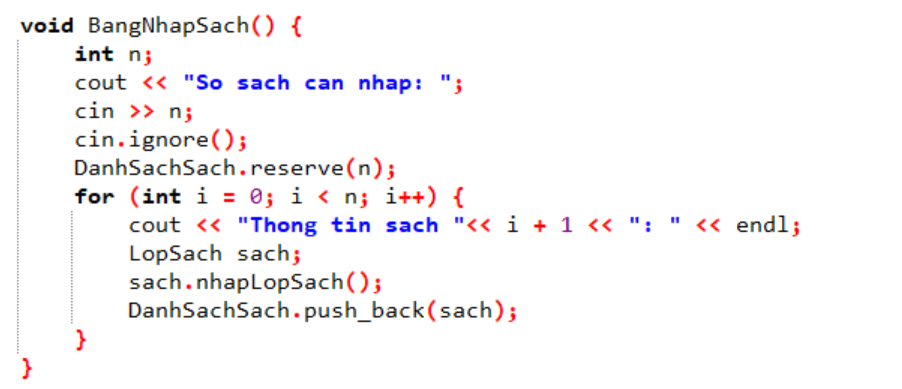 void BangNhapSach() {
    int n;
    cout << "So sach can nhap: ";
    cin >> n;
    cin.ignore();
    DanhSachSach.reserve(n);
    for (int i = 0; i < n; i++) {
        cout << "Thong tin sach "<< i + 1 << ": " << endl;
        LopSach sach;
        sach.nhapLopSach();
        DanhSachSach.push_back(sach);
    }
}